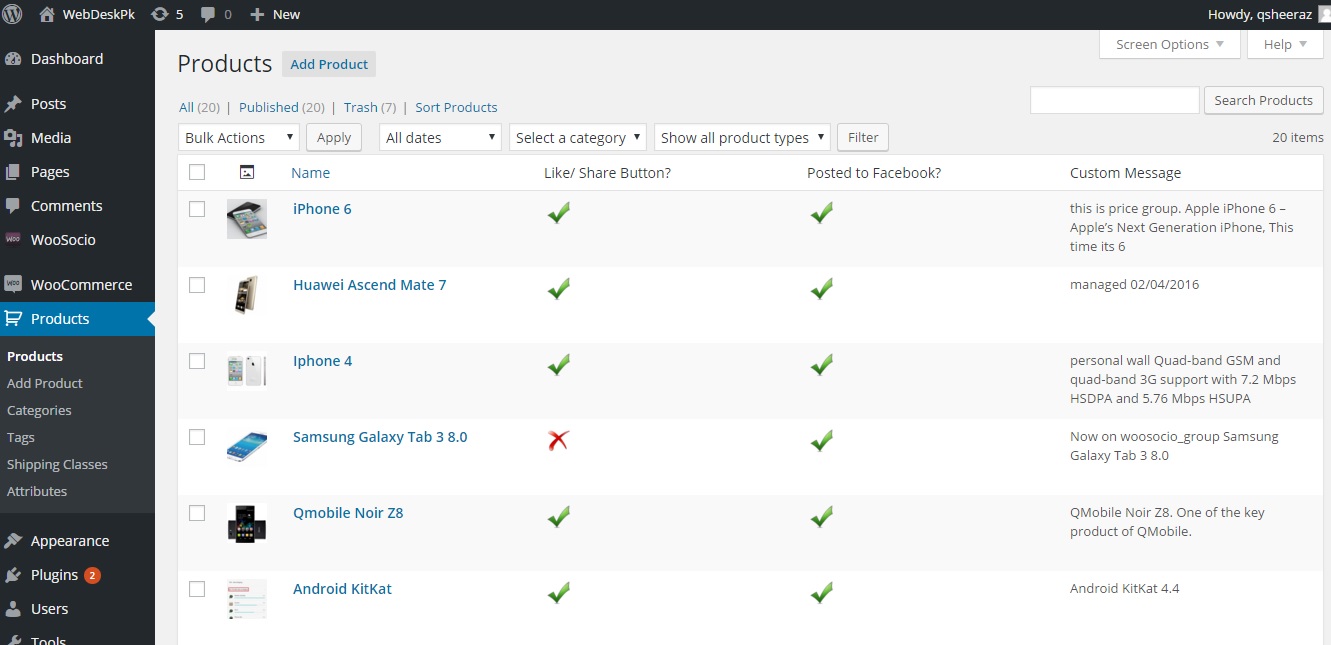 WebDeskPk 5 0 New Howdy, qsheeraz
Screen Options Help
Dashboard
Posts
Media
Pages
Comments
WooSocio
WooCommerce
Products
Products
Add Product
Categories
Tags
Shipping Classes
Attributes
Appearance
Plugins 2
Users
Tools
Products Add Product
All (20) | Published (20) | Trash (7) | Sort Products
Search Products
Bulk Actions Apply All dates Select a category Show all product types Filter 20 items
Name Like/ Share Button? Posted to Facebook? Custom Message
iPhone 6
this is price group. Apple iPhone 6 –
Apple’s Next Generation iPhone, This
time its 6
Huawei Ascend Mate 7
managed 02/04/2016
Iphone 4
personal wall Quad-band GSM and
quad-band 3G support with 7.2 Mbps
HSDPA and 5.76 Mbps HSUPA
Samsung Galaxy Tab 3 8.0
Now on woosocio_group Samsung
Galaxy Tab 3 8.0
Qmobile Noir Z8
QMobile Noir Z8. One of the key
product of QMobile.
Android KitKat
Android KitKat 4.4